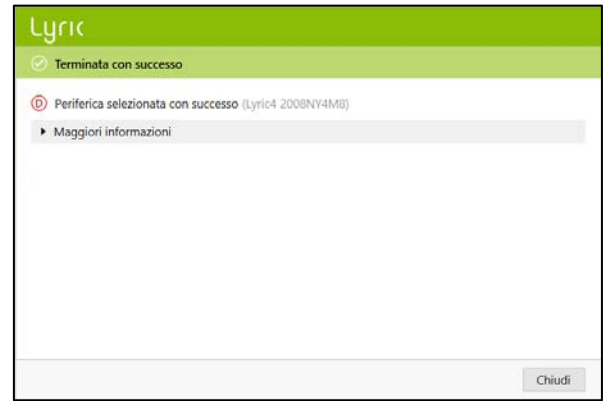 Lyric
Terminata con successo
D Periferica selezionata con successo (Lyric4 2008NY4M8)
Maggiori informazioni
Chiudi